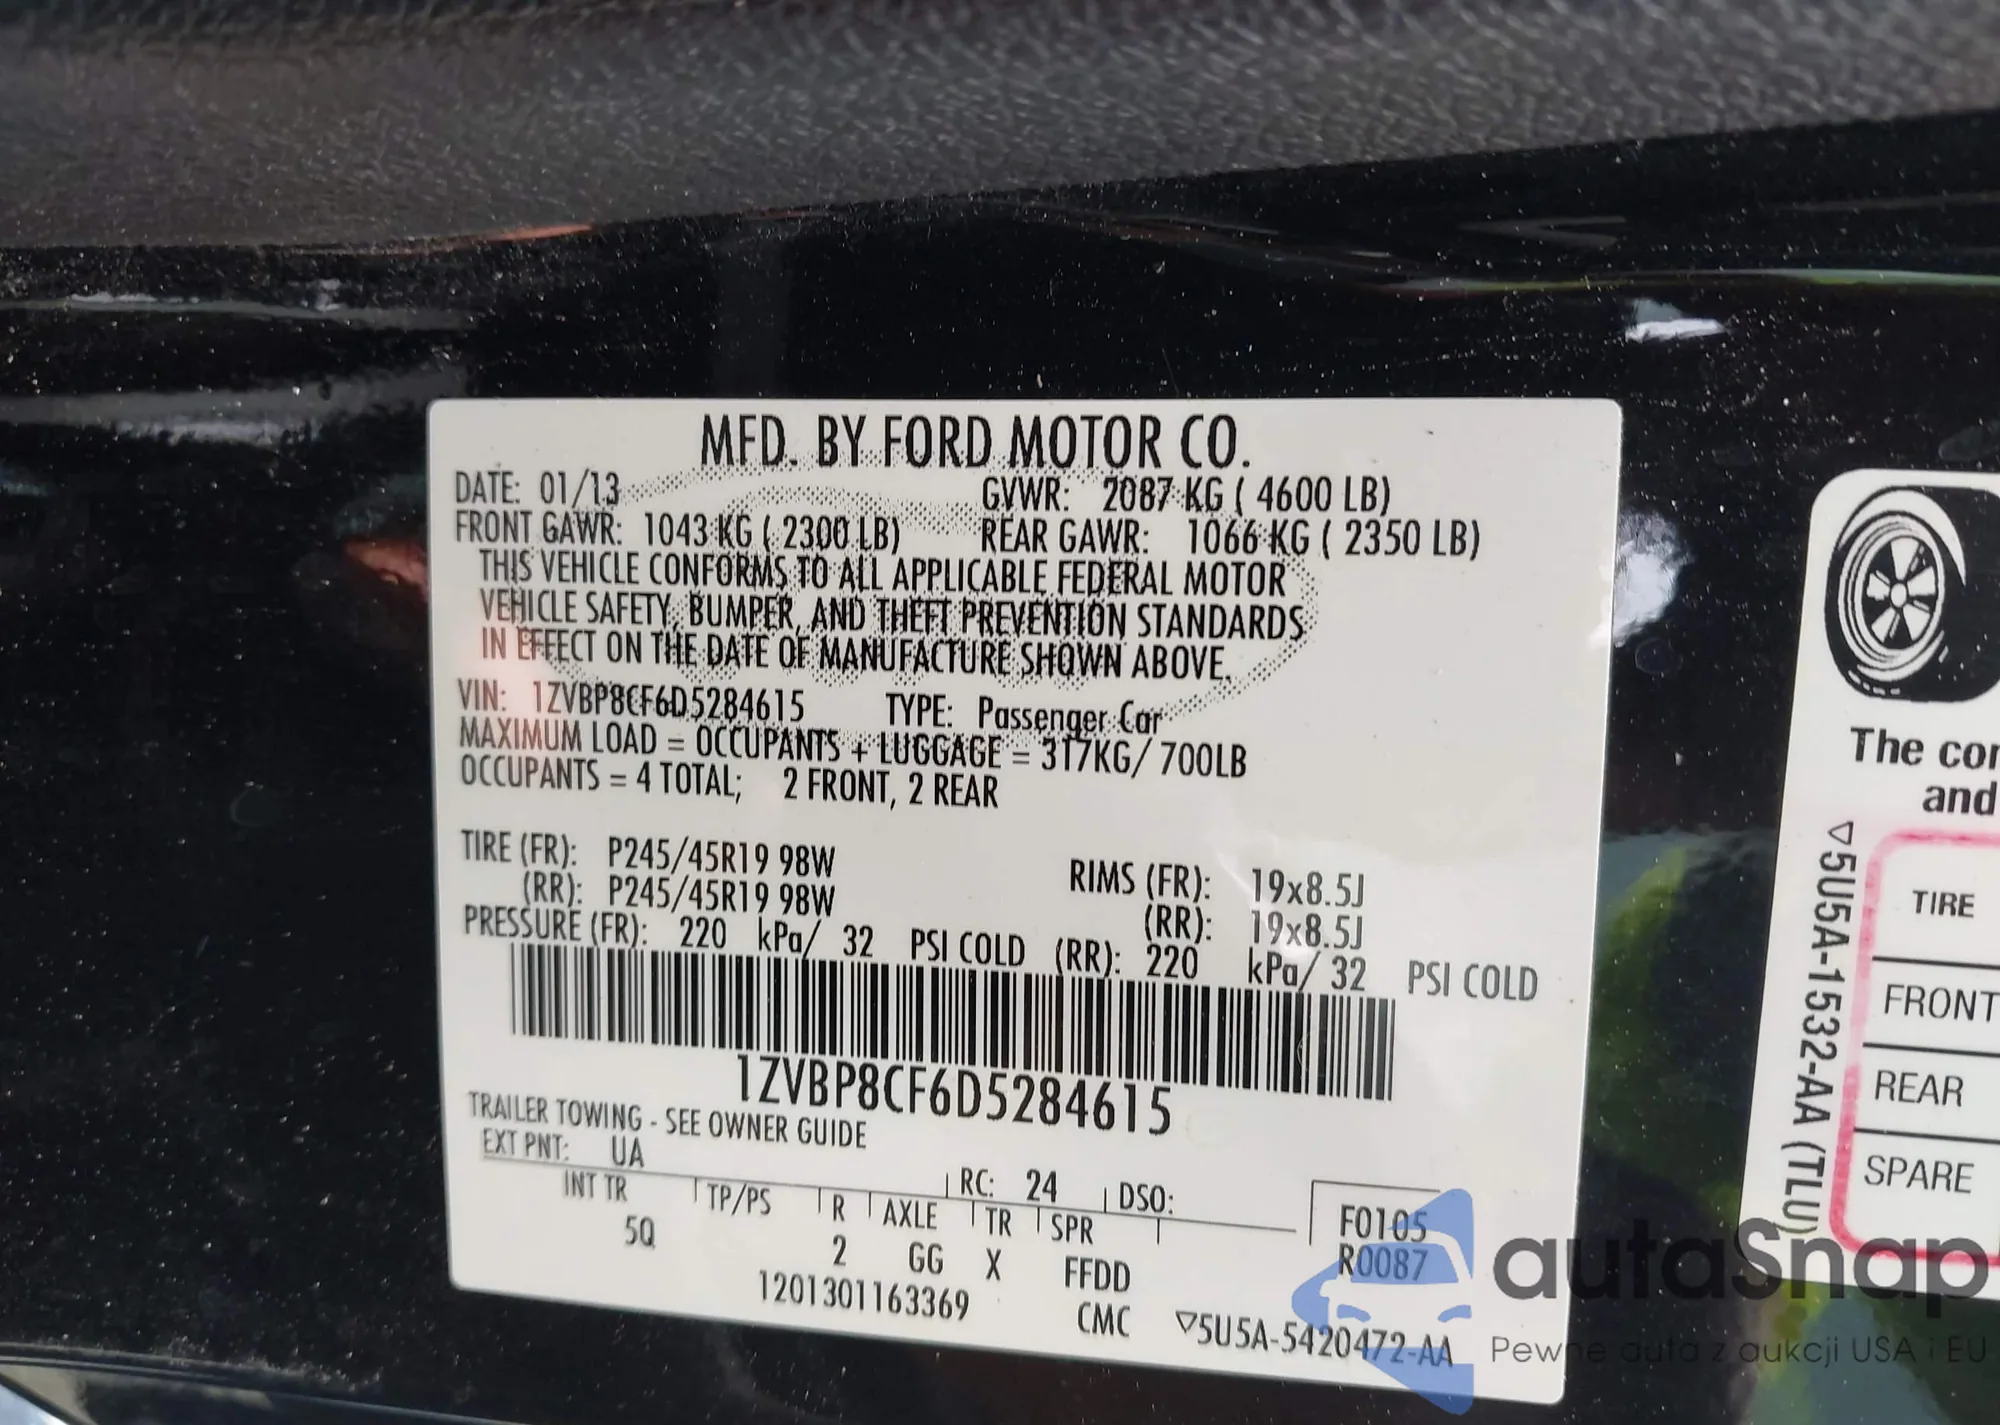 MFD. BY FORD MOTOR CO.
DATE: 01/13 GVWR: 2087 KG ( 4600 LB)
FRONT GAWR: 1043 KG ( 2300 LB) REAR GAWR: 1066 KG ( 2350 LB)
THIS VEHICLE CONFORMS TO ALL APPLICABLE FEDERAL MOTOR
VEHICLE SAFETY, BUMPER, AND THEFT PREVENTION STANDARDS
IN EFFECT ON THE DATE OF MANUFACTURE SHOWN ABOVE.
VIN: 1ZVBP8CF6D5284615 TYPE: Passenger Car
MAXIMUM LOAD = OCCUPANTS + LUGGAGE = 317KG/ 700LB
OCCUPANTS = 4 TOTAL; 2 FRONT, 2 REAR
TIRE (FR): P245/45R19 98W RIMS (FR): 19x8.5J
(RR): P245/45R19 98W (RR): 19x8.5J
PRESSURE (FR): 220 kPa/ 32 PSI COLD (RR): 220 kPa/ 32 PSI COLD
1ZVBP8CF6D5284615
TRAILER TOWING - SEE OWNER GUIDE
EXT PNT: UA RC: 24 DSO:
INT TR TP/PS R AXLE TR SPR F0105
5Q 2 GG X FFDD R0087
1201301163369 CMC ▽5U5A-5420472-AA
The con
and
▽5U5A-1532-AA (TLU)
TIRE
FRONT
REAR
SPARE
autaSnap
Pewne auta z aukcji USA i EU